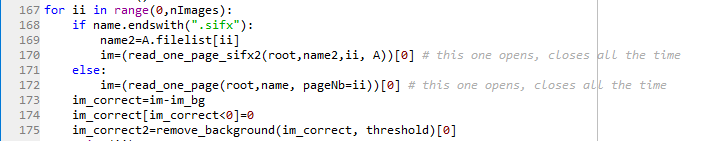 167 for ii in range(0,nImages):
168     if name.endswith(".sifx"):
169         name2=A.filelist[ii]
170         im=(read_one_page_sifx2(root,name2,ii, A))[0] # this one opens, closes all the time
171     else:
172         im=(read_one_page(root,name, pageNb=ii))[0] # this one opens, closes all the time
173     im_correct=im-im_bg
174     im_correct[im_correct<0]=0
175     im_correct2=remove_background(im_correct, threshold)[0]